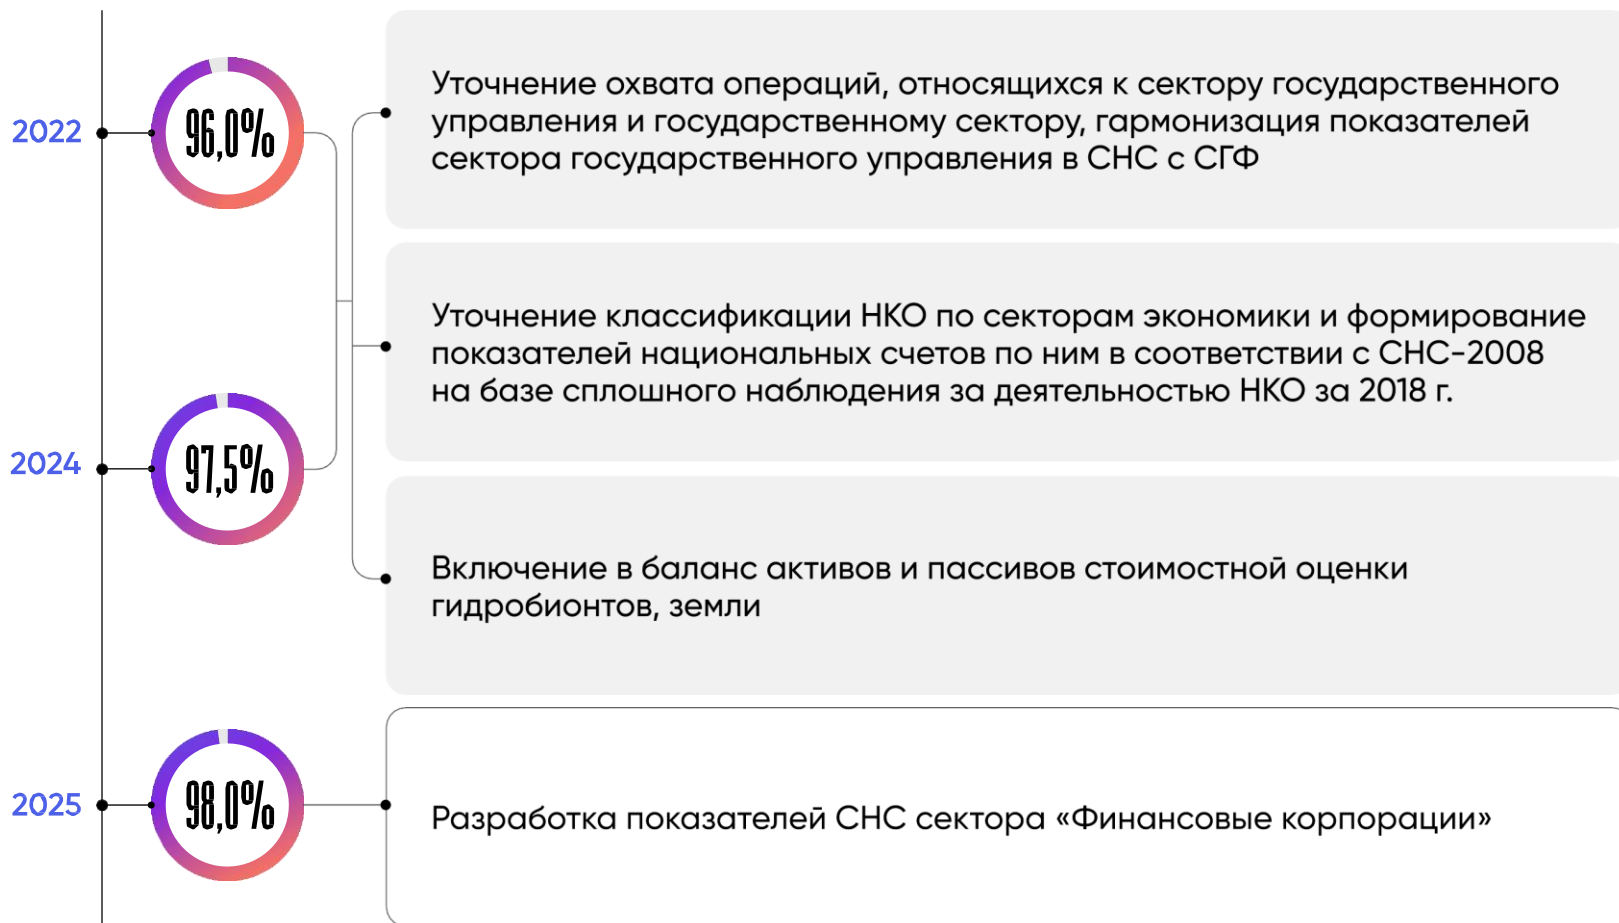 2022
96,0%
Уточнение охвата операций, относящихся к сектору государственного
управления и государственному сектору, гармонизация показателей
сектора государственного управления в СНС с СГФ
Уточнение классификации НКО по секторам экономики и формирование
показателей национальных счетов по ним в соответствии с СНС-2008
на базе сплошного наблюдения за деятельностью НКО за 2018 г.
2024
97,5%
Включение в баланс активов и пассивов стоимостной оценки
гидробионтов, земли
2025
98,0%
Разработка показателей СНС сектора «Финансовые корпорации»